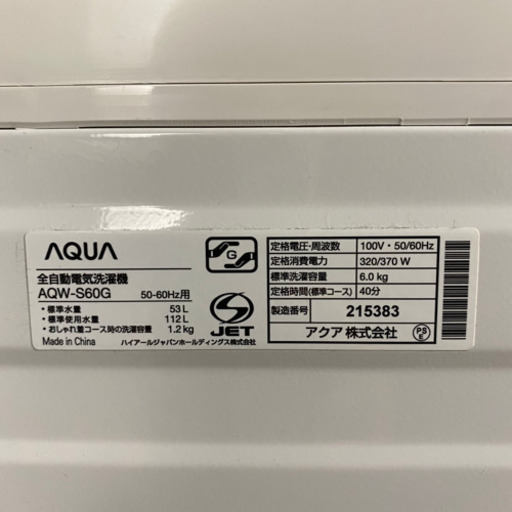 AQUA
全自動電気洗濯機
AQW-S60G 50-60Hz用
・標準水量 53 L
・標準使用水量 112 L
・おしゃれ着コース時の洗濯容量 1.2 kg
Made in China ハイアールジャパンホールディングス株式会社
G
S
JET
定格電圧・周波数 100V・50/60Hz
定格消費電力 320/370 W
標準洗濯容量 6.0 kg
定格時間(標準コース) 40分
製造番号 215383
アクア 株式会社
PS
E